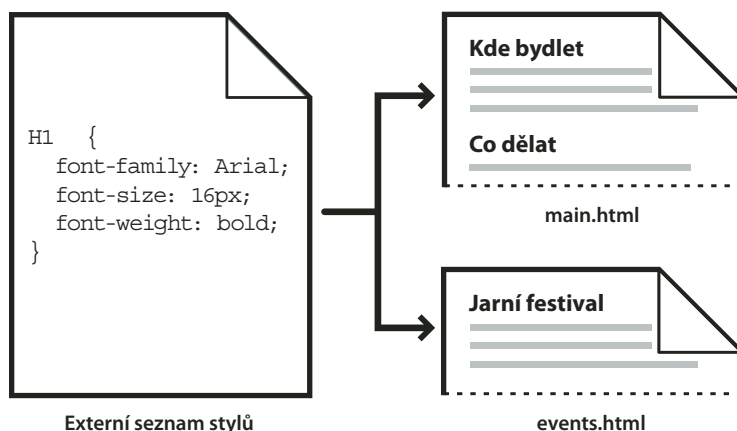 H1 {
font-family: Arial;
font-size: 16px;
font-weight: bold;
}
Externí seznam stylů
Kde bydlet
Co dělat
main.html
Jarní festival
events.html